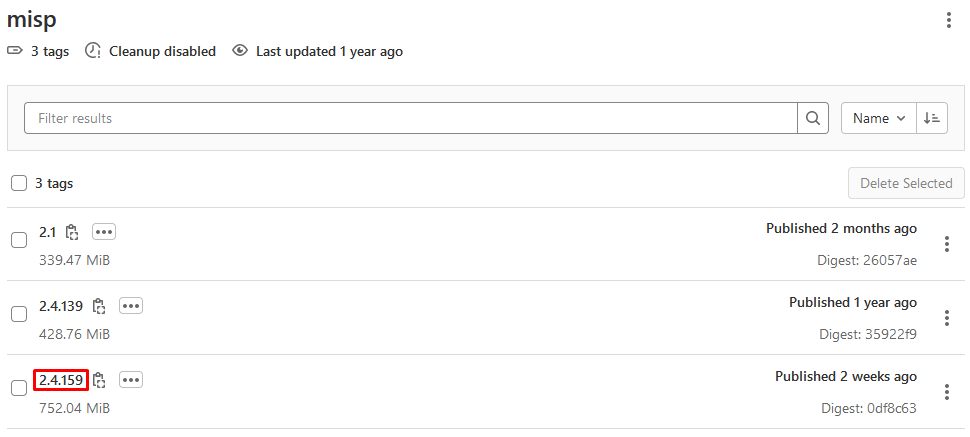 misp
3 tags Cleanup disabled Last updated 1 year ago
Filter results Name
3 tags Delete Selected
2.1 Published 2 months ago
339.47 MiB Digest: 26057ae
2.4.139 Published 1 year ago
428.76 MiB Digest: 35922f9
2.4.159 Published 2 weeks ago
752.04 MiB Digest: 0df8c63